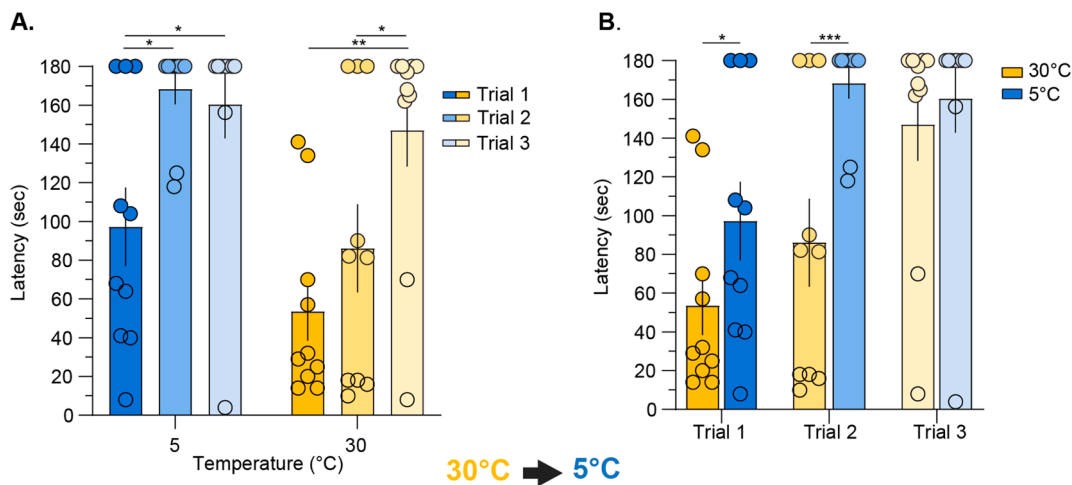 A.
* *
* **
180
160
140
120
100
80
60
40
20
0
Latency (sec)
5 30
Temperature (°C)
Trial 1
Trial 2
Trial 3
B.
* ***
180
160
140
120
100
80
60
40
20
0
Latency (sec)
Trial 1 Trial 2 Trial 3
30°C
5°C
30°C 5°C